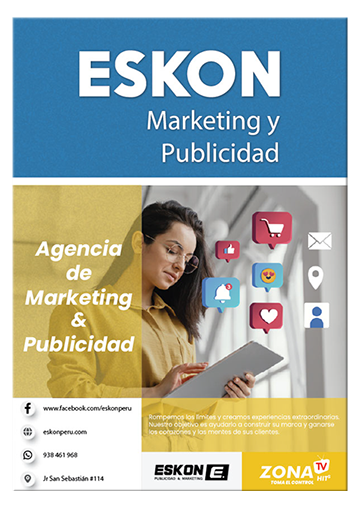 ESKON
Marketing y
Publicidad
Agencia
de
Marketing
&
Publicidad
www.facebook.com/eskonperu
eskonperu.com
938 461 968
Jr San Sebastián #114
Rompemos los límites y creamos experiencias extraordinarias.
Nuestro objetivo es ayudarlo a construir su marca y ganarse
los corazones y las mentes de sus clientes.
ESKON E.
PUBLICIDAD & MARKETING
ZONA TV
TOMA EL CONTROL HIT®